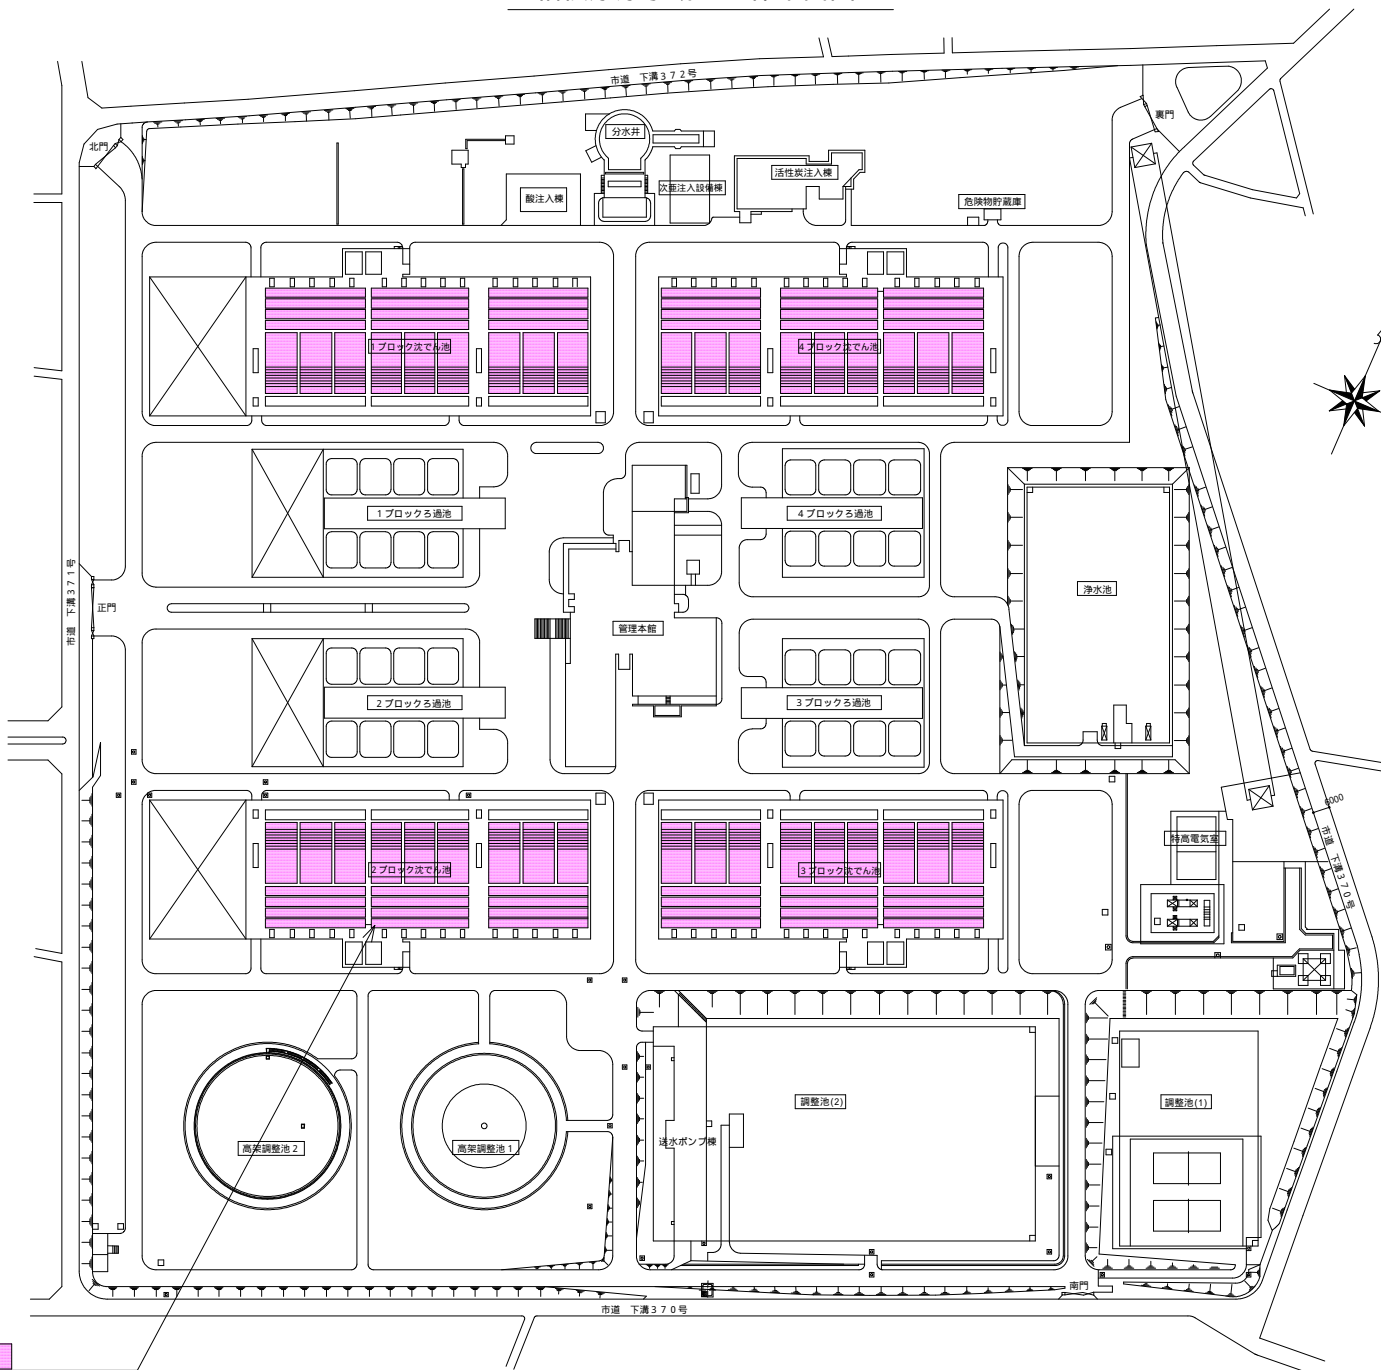 市道 下溝372号
分水井
裏門
北門
活性炭注入棟
次亜注入設備棟
酸注入棟
危険物貯蔵庫
1ブロック沈でん池
4ブロック沈でん池
1ブロックろ過池
4ブロックろ過池
市道 下溝371号
浄水池
正門
管理本館
2ブロックろ過池
3ブロックろ過池
6000
特高電気室
市道 下溝370号
2ブロック沈でん池
3ブロック沈でん池
調整池(2)
調整池(1)
送水ポンプ棟
高架調整池2
高架調整池1
南門
市道 下溝370号